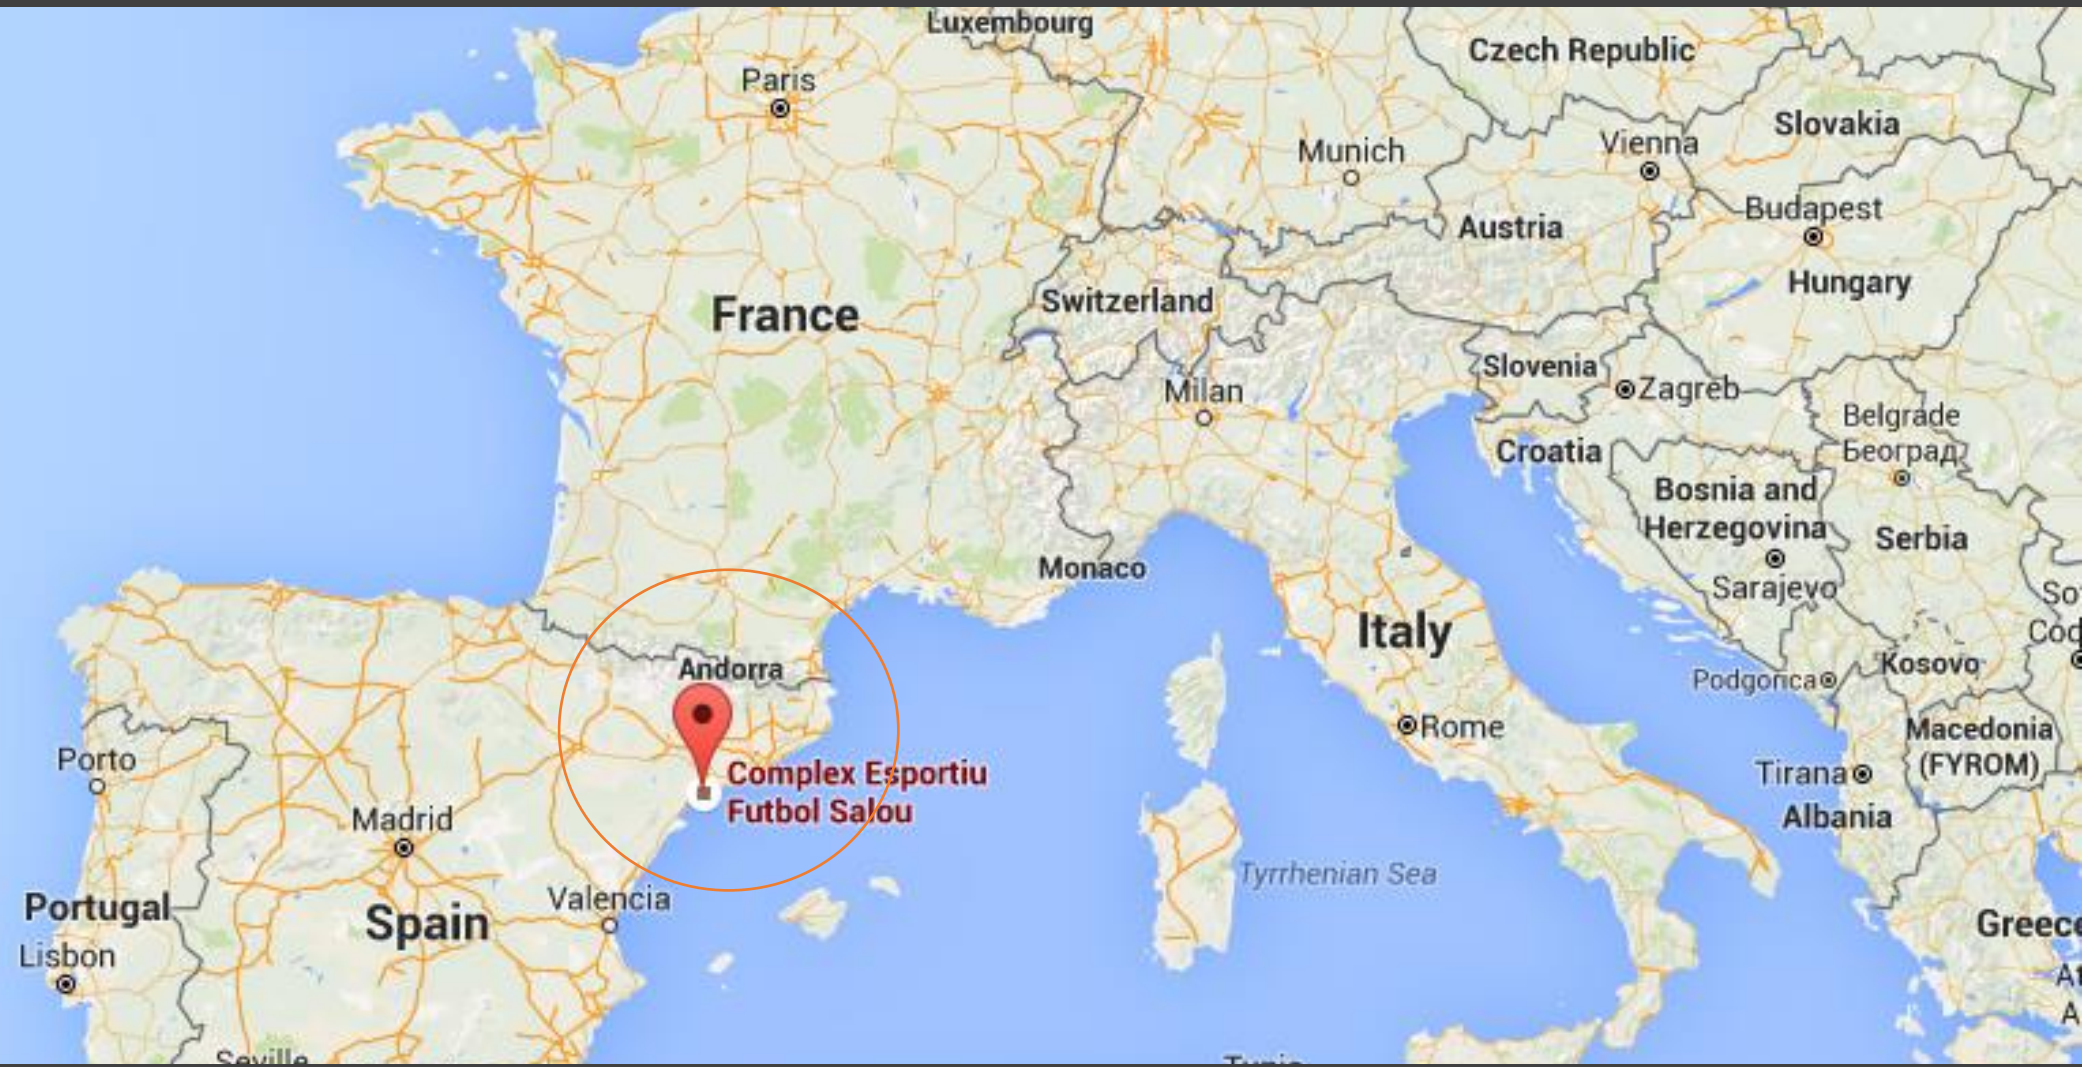 Luxembourg
Czech Republic
Paris
Slovakia
Vienna
Munich
Budapest
Austria
Hungary
Switzerland
France
Slovenia
Zagreb
Milan
Belgrade
Београд
Croatia
Bosnia and
Herzegovina
Serbia
Monaco
Sarajevo
Italy
Kosovo
Andorra
Podgorica
Rome
Macedonia
(FYROM)
Porto
Tirana
Complex Esportiu
Futbol Salou
Albania
Madrid
Tyrrhenian Sea
Valencia
Portugal
Spain
Greece
Lisbon
Seville